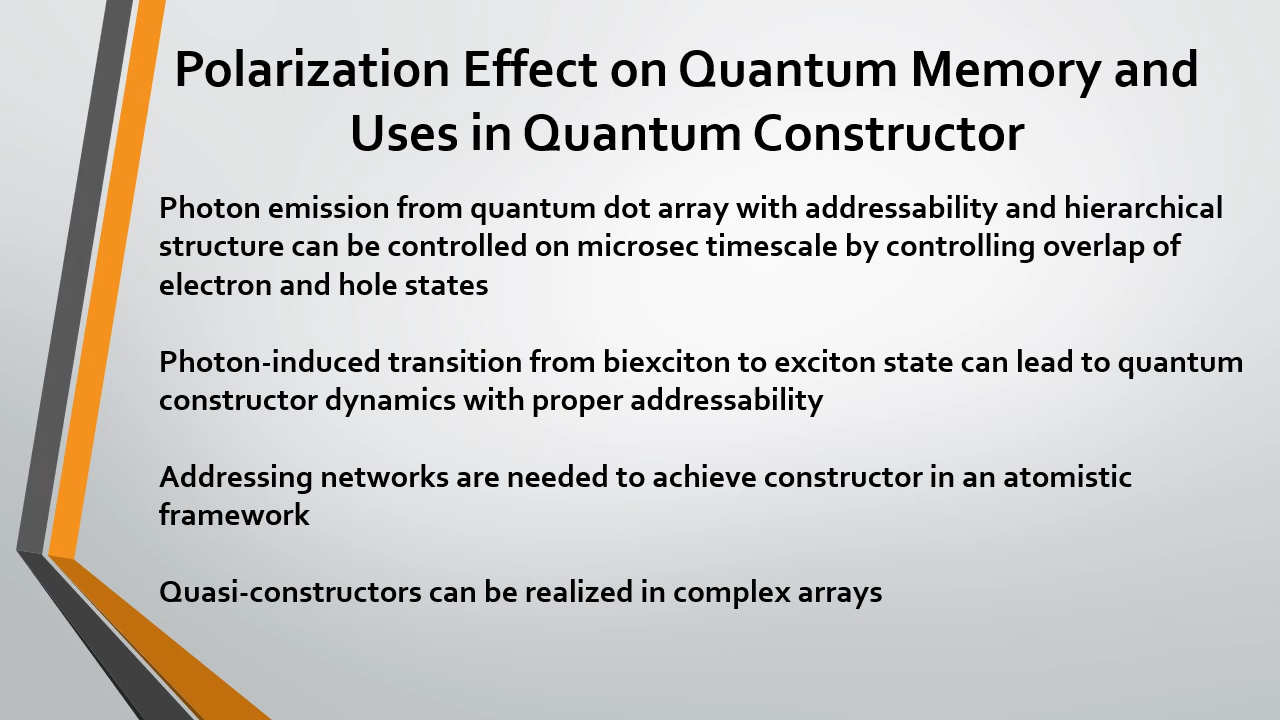 Polarization Effect on Quantum Memory and
Uses in Quantum Constructor
Photon emission from quantum dot array with addressability and hierarchical
structure can be controlled on microsec timescale by controlling overlap of
electron and hole states
Photon-induced transition from biexciton to exciton state can lead to quantum
constructor dynamics with proper addressability
Addressing networks are needed to achieve constructor in an atomistic
framework
Quasi-constructors can be realized in complex arrays